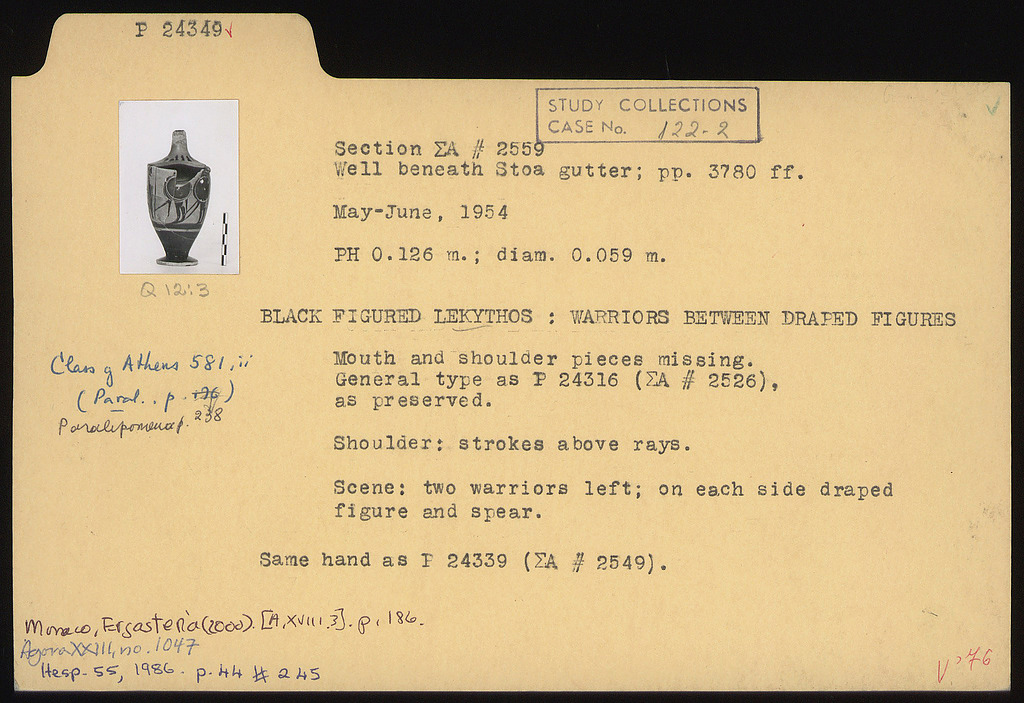 P 24349
STUDY COLLECTIONS
CASE No. 122-2
Section ΣA # 2559
Well beneath Stoa gutter; pp. 3780 ff.
May-June, 1954
PH 0.126 m.; diam. 0.059 m.
Q 12:3
BLACK FIGURED LEKYTHOS : WARRIORS BETWEEN DRAPED FIGURES
Class of Athens 581, ii
(Paral. . p. )
Paralipomena p. 238
Mouth and shoulder pieces missing.
General type as P 24316 (ΣA # 2526),
as preserved.
Shoulder: strokes above rays.
Scene: two warriors left; on each side draped
figure and spear.
Same hand as P 24339 (ΣA # 2549).
Monaco, Ergasteria (2000). [A, XVIII, 3]. p. 186.
Agora XXIII, no. 1047
Hesp. 55, 1986. p. 44 # 245
'76